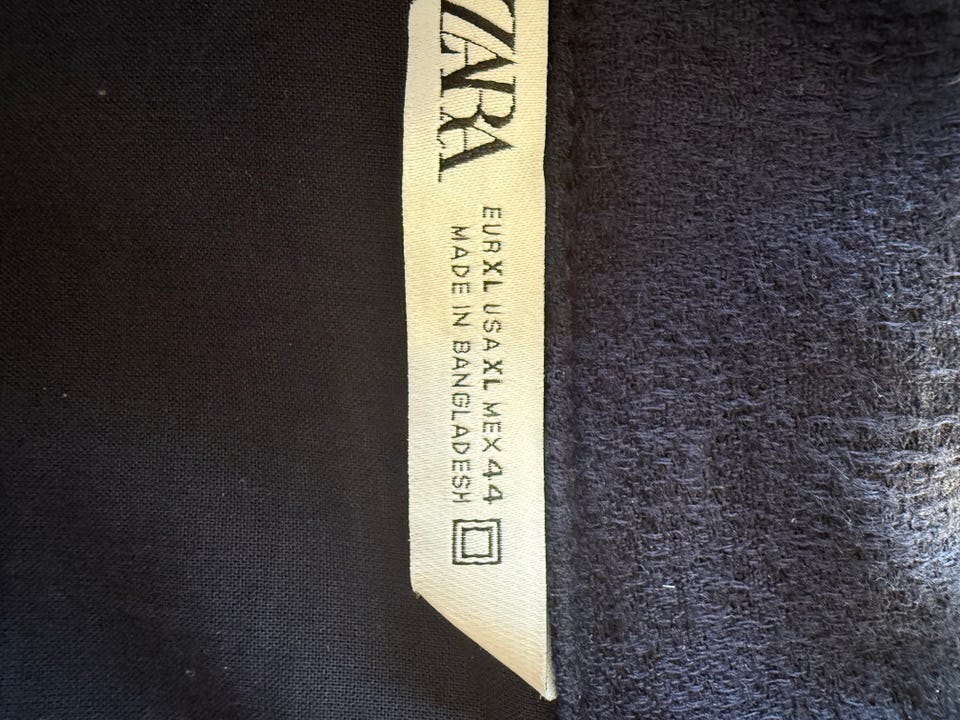 ZARA
EUR XL USA XL MEX 44
MADE IN BANGLADESH